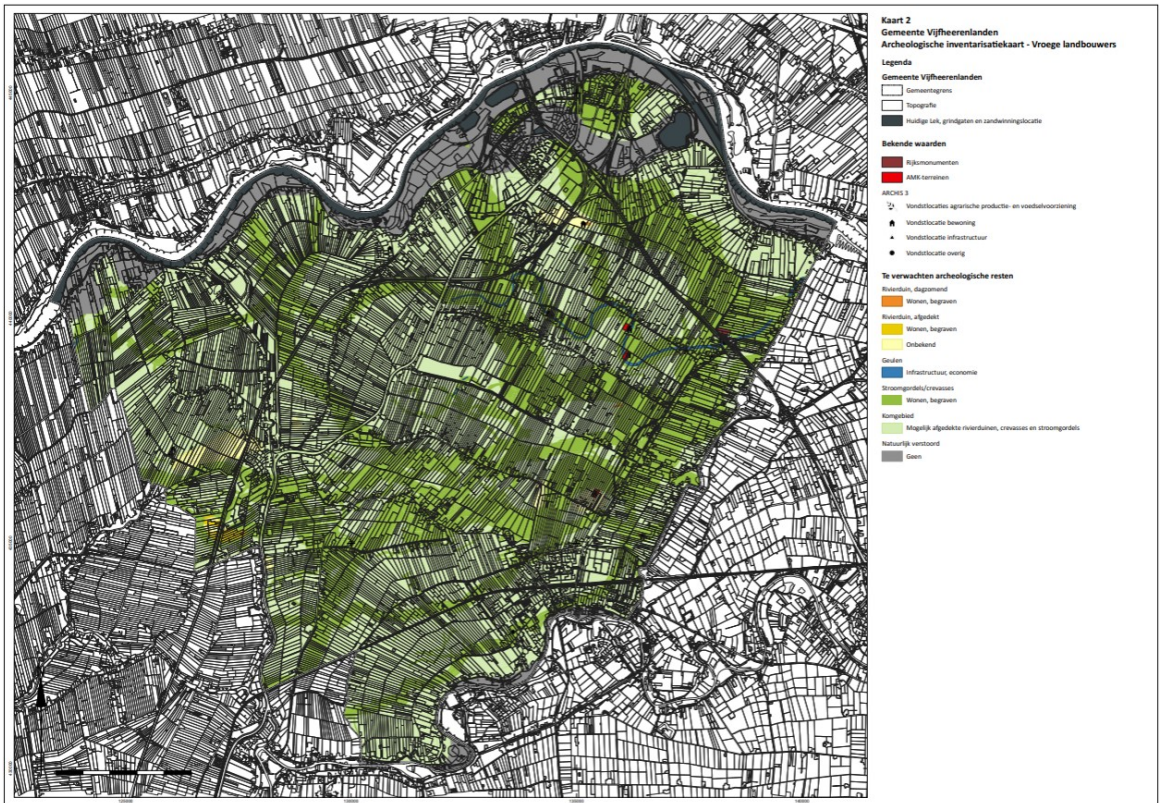 Kaart 2
Gemeente Vijfheerenlanden
Archeologische inventarisatiekaart - Vroege landbouwers
Legenda
Gemeente Vijfheerenlanden
Gemeentegrens
Topografie
Huidige Lek, grindgaten en zandwinningslocatie
Bekende waarden
Rijksmonumenten
AMK-terreinen
ARCHIS 3
Vondstlocaties agrarische productie- en voedselvoorziening
Vondstlocatie bewoning
Vondstlocatie infrastructuur
Vondstlocatie overig
Te verwachten archeologische resten
Rivierduin, dagzomend
Wonen, begraven
Rivierduin, afgedekt
Wonen, begraven
Onbekend
Geulen
Infrastructuur, economie
Stroomgordels/crevasses
Wonen, begraven
Komgebied
Mogelijk afgedekte rivierduinen, crevasses en stroomgordels
Natuurlijk verstoord
Geen